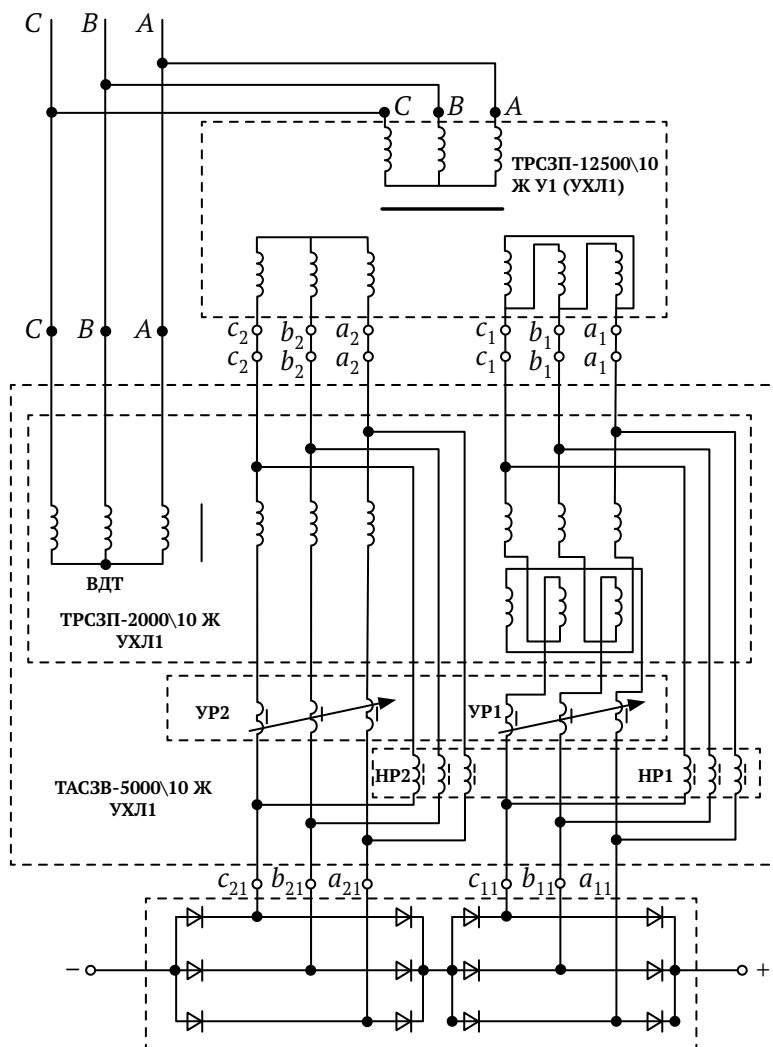 C B A
C B A
ТРСЗП-12500\10
Ж У1 (УХЛ1)
C B A
c2 b2 a2 c1 b1 a1
c2 b2 a2 c1 b1 a1
ВДТ
ТРСЗП-2000\10 Ж
УХЛ1
УР2 УР1
НР2 НР1
ТАСЗВ-5000\10 Ж
УХЛ1
c21 b21 a21 c11 b11 a11
− +